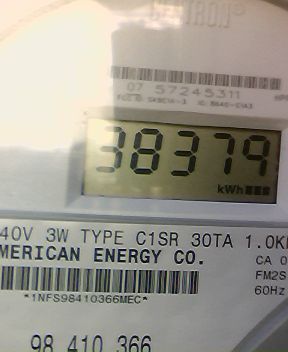 CENTRON®
07 57245311
38379
kWh
40V 3W TYPE C1SR 30TA 1.0K
MERICAN ENERGY CO.
CA 0
FM2S
60Hz
*1NFS98410366MEC*
98 410 366